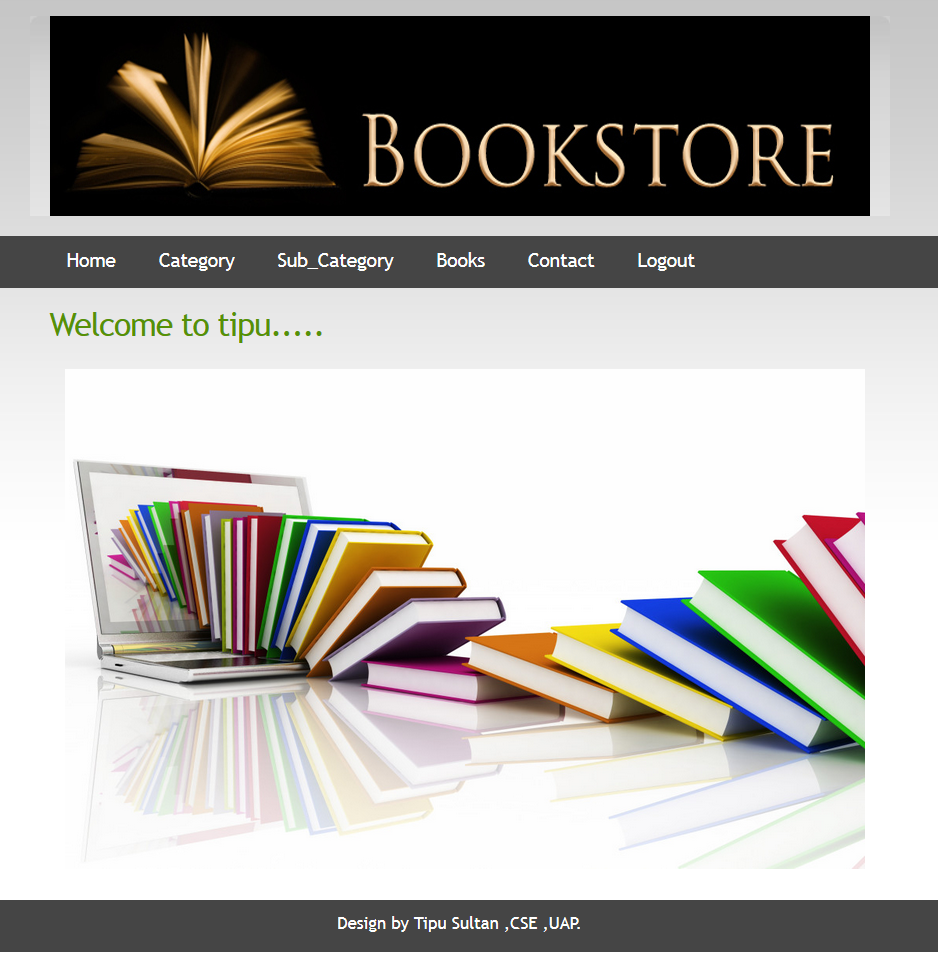 BOOKSTORE
Home Category Sub_Category Books Contact Logout
Welcome to tipu.....
Design by Tipu Sultan ,CSE ,UAP.